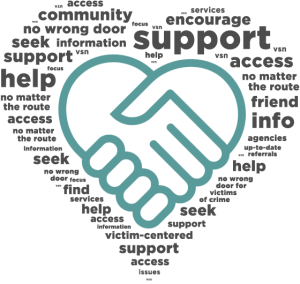 access
... services
community
focus
encourage
no wrong door
vsn
support
seek
information
vsn
support
vsn
help
...
vsn
access
focus
help
no matter
the route
no matter
the route
friend
access
info
no matter
the route
agencies
information
up-to-date
... referrals
seek
help
no wrong
door
focus
...
no wrong
door for
victims
of crime
find
services
help
seek
access
information
support
victim-centered
support
access
issues
vsn